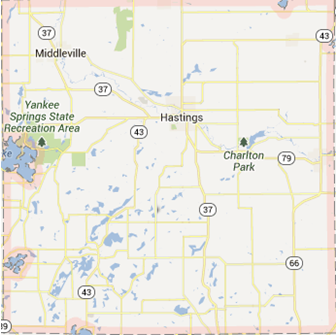 37
43
Middleville
37
Yankee
Springs State
Recreation Area
Hastings
43
Charlton
Park
79
37
66
43